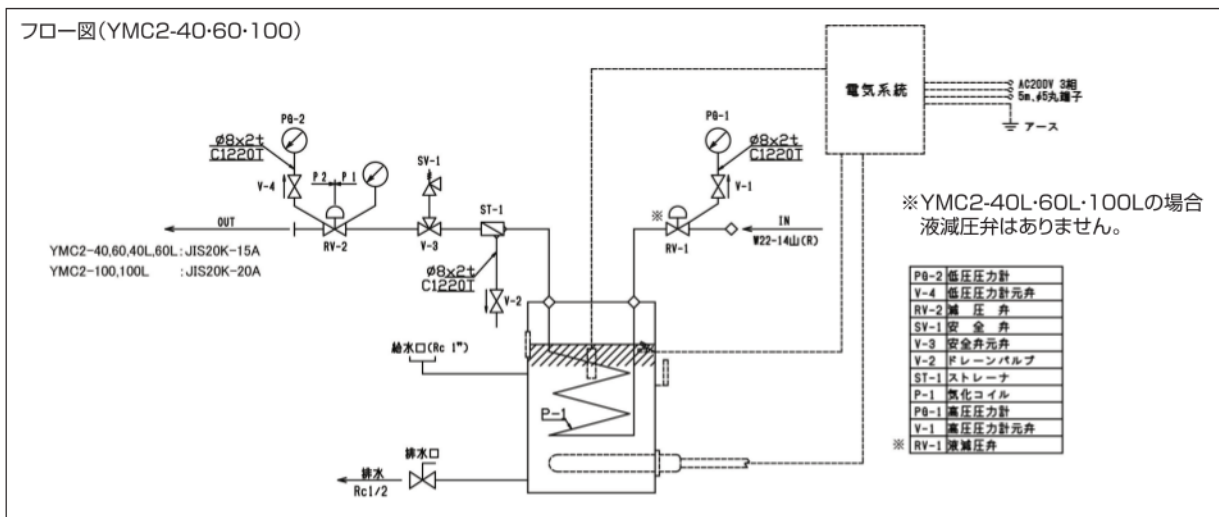 フロー図(YMC2-40・60・100)
電気系統
AC200V 3組
5m、φ5丸端子
アース
PG-2
ø8x2t
C1220T
V-4
P2
P1
SV-1
ST-1
PG-1
ø8x2t
C1220T
V-1
※
OUT
RV-2
V-3
RV-1
IN
W22-14山(R)
YMC2-40,60,40L,60L:JIS20K-15A
YMC2-100,100L :JIS20K-20A
ø8x2t
C1220T
V-2
給水口(Rc 1")
P-1
排水口
排水
Rc1/2
※YMC2-40L・60L・100Lの場合
液減圧弁はありません。
PG-2 低圧圧力計
V-4 低圧圧力計元弁
RV-2 減 圧 弁
SV-1 安 全 弁
V-3 安全弁元弁
V-2 ドレーンバルブ
ST-1 ストレーナ
P-1 気化コイル
PG-1 高圧圧力計
V-1 高圧圧力計元弁
※ RV-1 液減圧弁